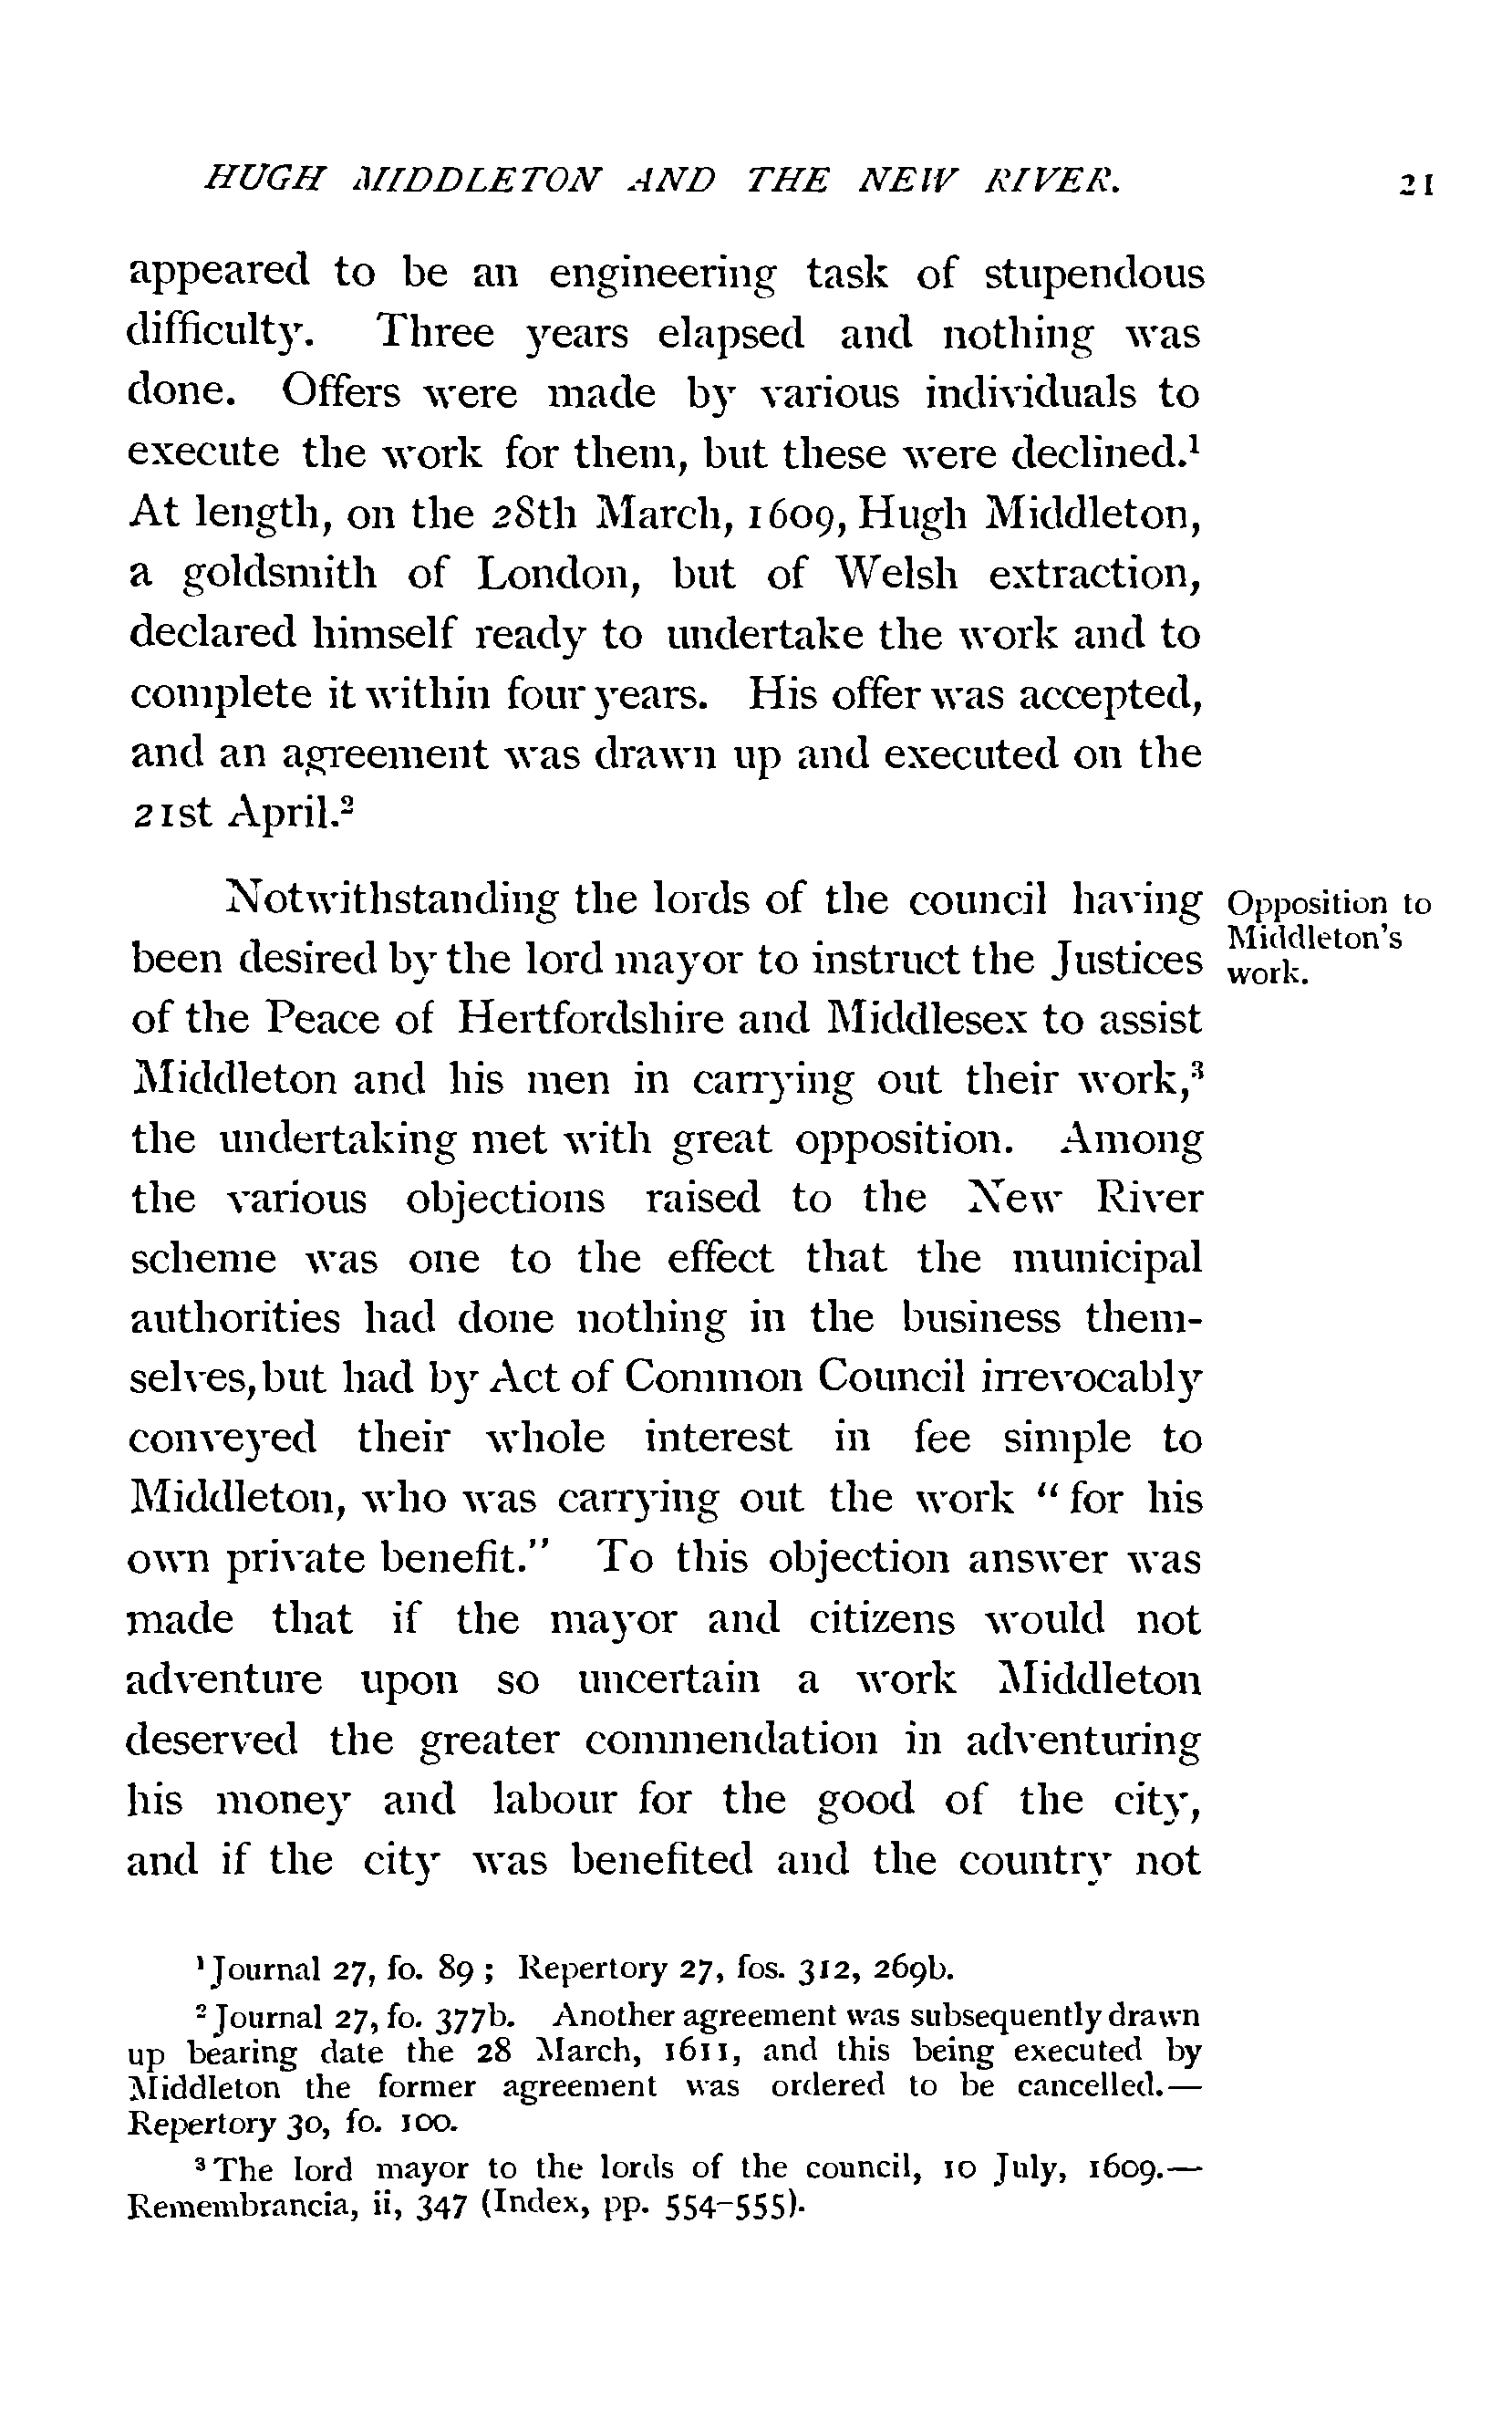 HUGH MIDDLETON AND THE NEW RIVER. 21
appeared to be an engineering task of stupendous
difficulty. Three years elapsed and nothing was
done. Offers were made by various individuals to
execute the work for them, but these were declined.¹
At length, on the 28th March, 1609, Hugh Middleton,
a goldsmith of London, but of Welsh extraction,
declared himself ready to undertake the work and to
complete it within four years. His offer was accepted,
and an agreement was drawn up and executed on the
21st April.²
Notwithstanding the lords of the council having
been desired by the lord mayor to instruct the Justices
of the Peace of Hertfordshire and Middlesex to assist
Middleton and his men in carrying out their work,³
the undertaking met with great opposition. Among
the various objections raised to the New River
scheme was one to the effect that the municipal
authorities had done nothing in the business them-
selves, but had by Act of Common Council irrevocably
conveyed their whole interest in fee simple to
Middleton, who was carrying out the work "for his
own private benefit." To this objection answer was
made that if the mayor and citizens would not
adventure upon so uncertain a work Middleton
deserved the greater commendation in adventuring
his money and labour for the good of the city,
and if the city was benefited and the country not
Opposition to
Middleton's
work.
¹ Journal 27, fo. 89; Repertory 27, fos. 312, 269b.
² Journal 27, fo. 377b. Another agreement was subsequently drawn
up bearing date the 28 March, 1611, and this being executed by
Middleton the former agreement was ordered to be cancelled.—
Repertory 30, fo. 100.
³ The lord mayor to the lords of the council, 10 July, 1609.—
Remembrancia, ii, 347 (Index, pp. 554-555).